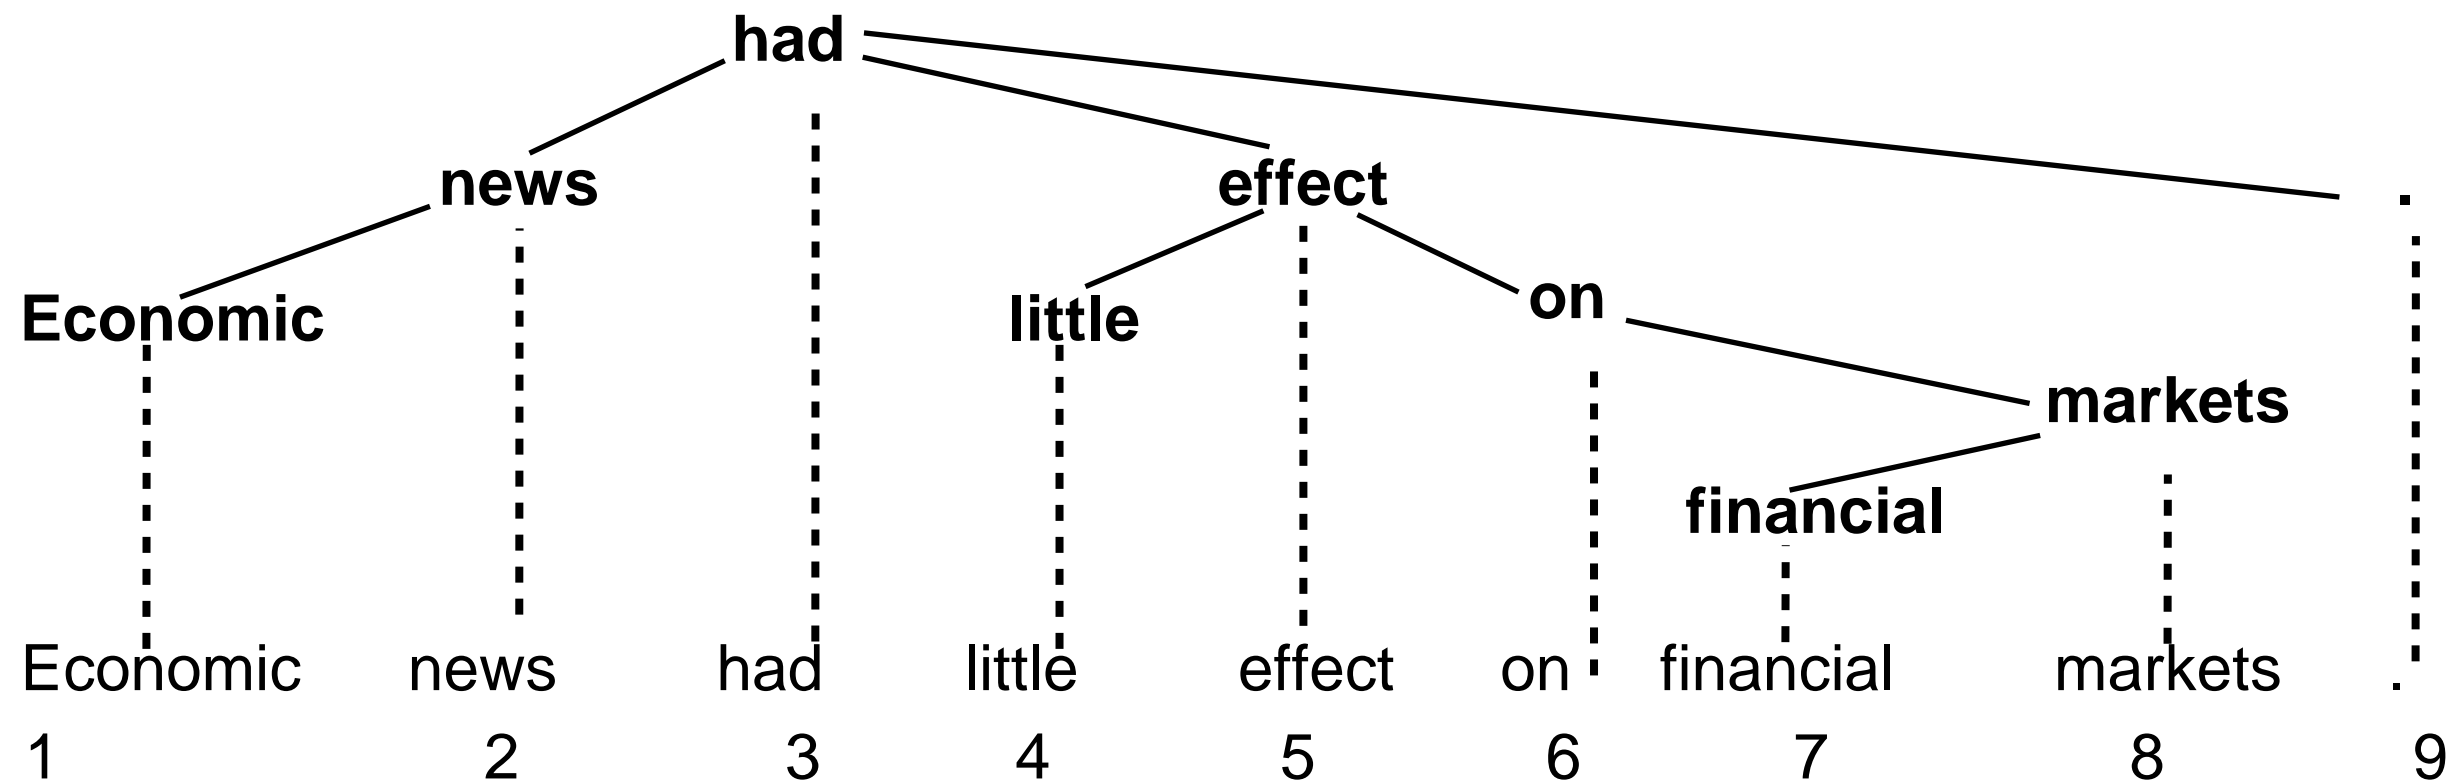 had
news effect .
Economic little on
markets
financial
Economic news had little effect on financial markets .
1 2 3 4 5 6 7 8 9